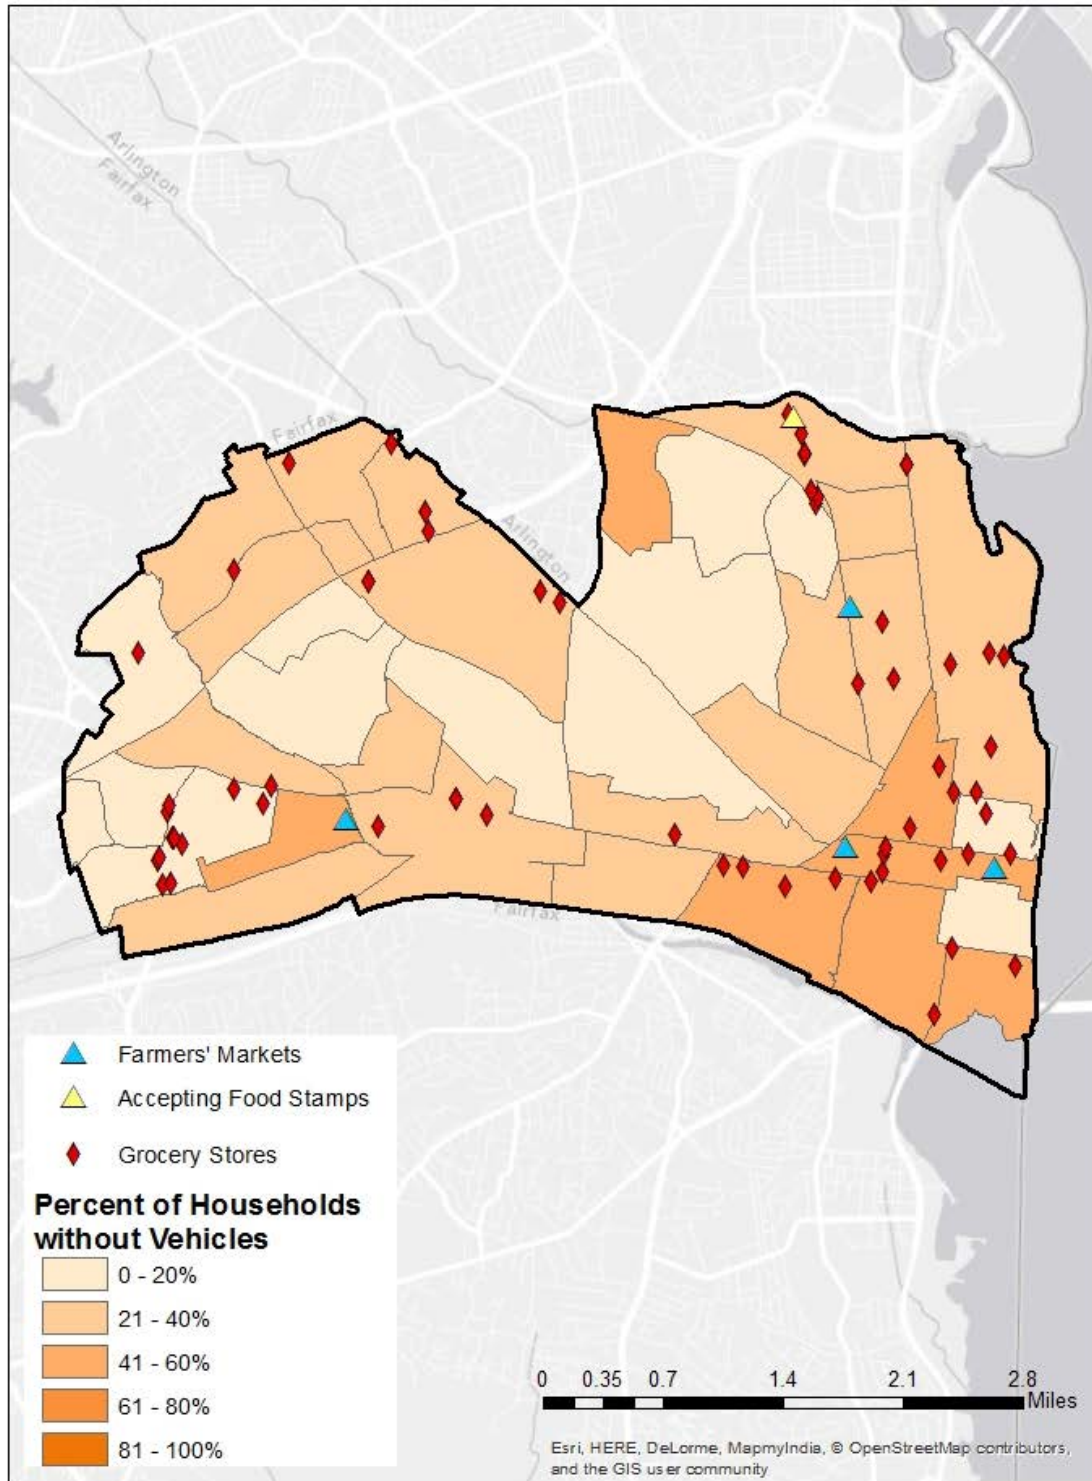 Arlington
Fairfax
Fairfax
Arlington
Fairfax
Farmers' Markets
Accepting Food Stamps
Grocery Stores
Percent of Households
without Vehicles
0 - 20%
21 - 40%
41 - 60%
61 - 80%
81 - 100%
0 0.35 0.7 1.4 2.1 2.8
Miles
Esri, HERE, DeLorme, MapmyIndia, © OpenStreetMap contributors,
and the GIS user community